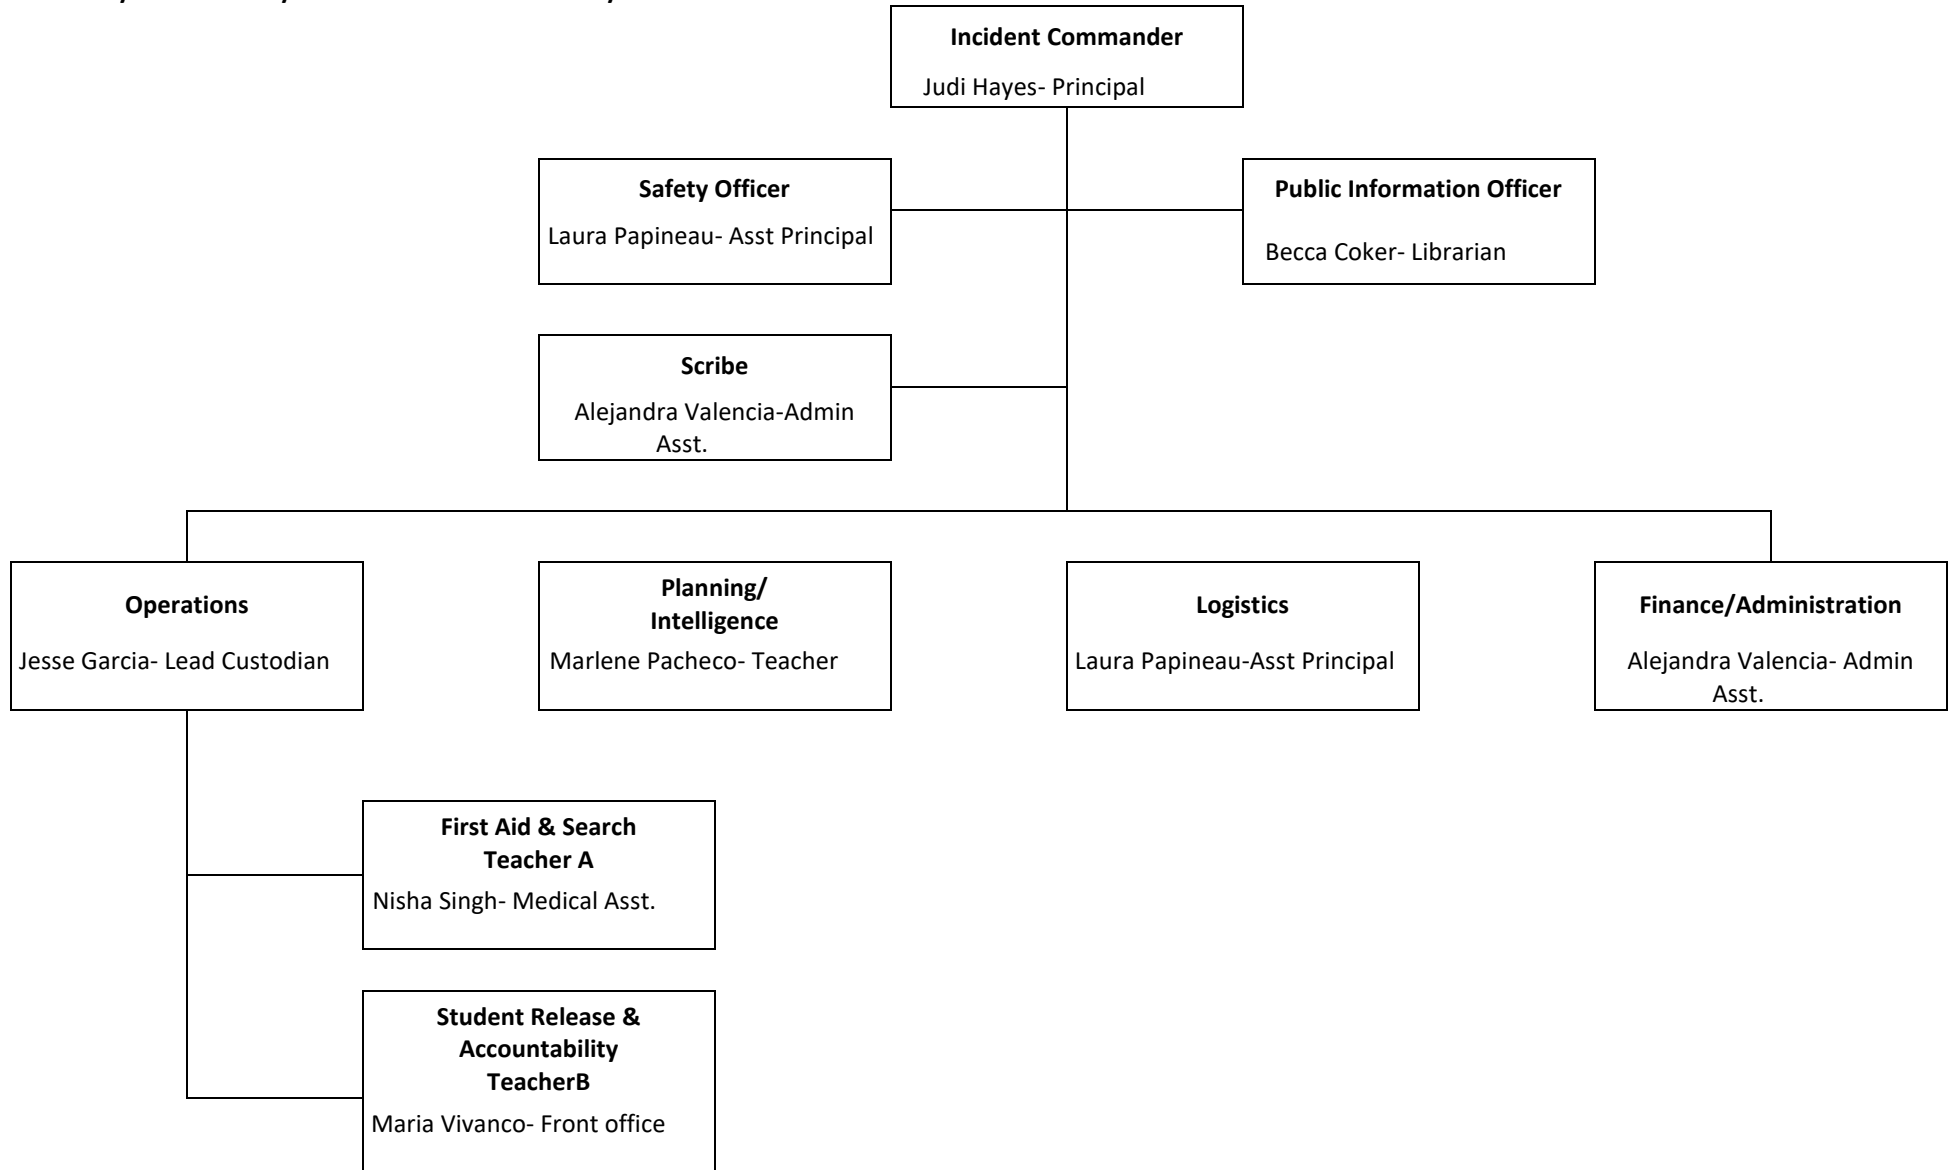 Incident Commander
Judi Hayes- Principal
Safety Officer
Laura Papineau- Asst Principal
Public Information Officer
Becca Coker- Librarian
Scribe
Alejandra Valencia-Admin
Asst.
Operations
Jesse Garcia- Lead Custodian
Planning/
Intelligence
Marlene Pacheco- Teacher
Logistics
Laura Papineau-Asst Principal
Finance/Administration
Alejandra Valencia- Admin
Asst.
First Aid & Search
Teacher A
Nisha Singh- Medical Asst.
Student Release &
Accountability
TeacherB
Maria Vivanco- Front office